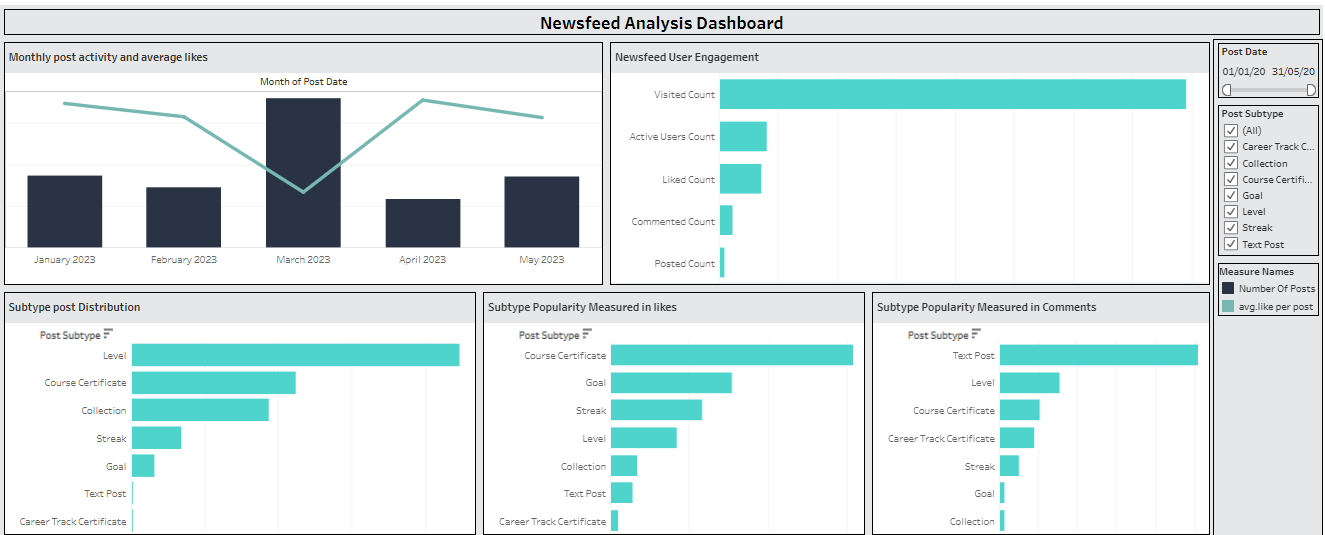 Newsfeed Analysis Dashboard
Monthly post activity and average likes
Month of Post Date
January 2023
February 2023
March 2023
April 2023
May 2023
Newsfeed User Engagement
Visited Count
Active Users Count
Liked Count
Commented Count
Posted Count
Post Date
01/01/20 31/05/20
Post Subtype
(All)
Career Track C...
Collection
Course Certifi...
Goal
Level
Streak
Text Post
Measure Names
Number Of Posts
avg.like per post
Subtype post Distribution
Post Subtype
Level
Course Certificate
Collection
Streak
Goal
Text Post
Career Track Certificate
Subtype Popularity Measured in likes
Post Subtype
Course Certificate
Goal
Streak
Level
Collection
Text Post
Career Track Certificate
Subtype Popularity Measured in Comments
Post Subtype
Text Post
Level
Course Certificate
Career Track Certificate
Streak
Goal
Collection